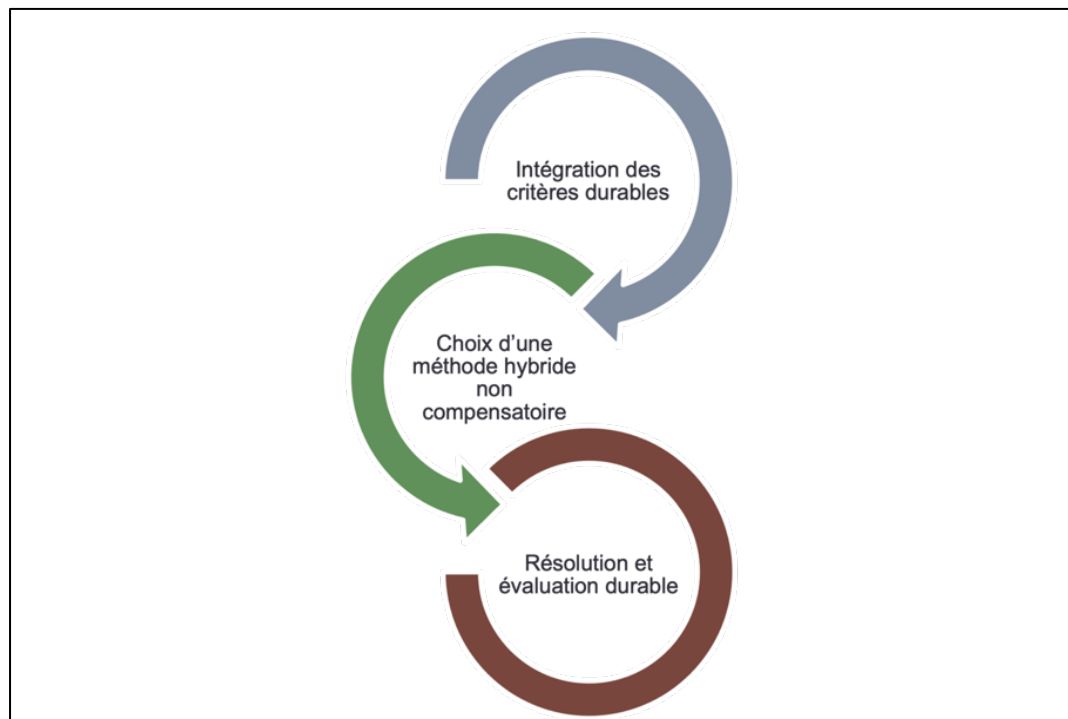 Intégration des
critères durables
Choix d’une
méthode hybride
non
compensatoire
Résolution et
évaluation durable